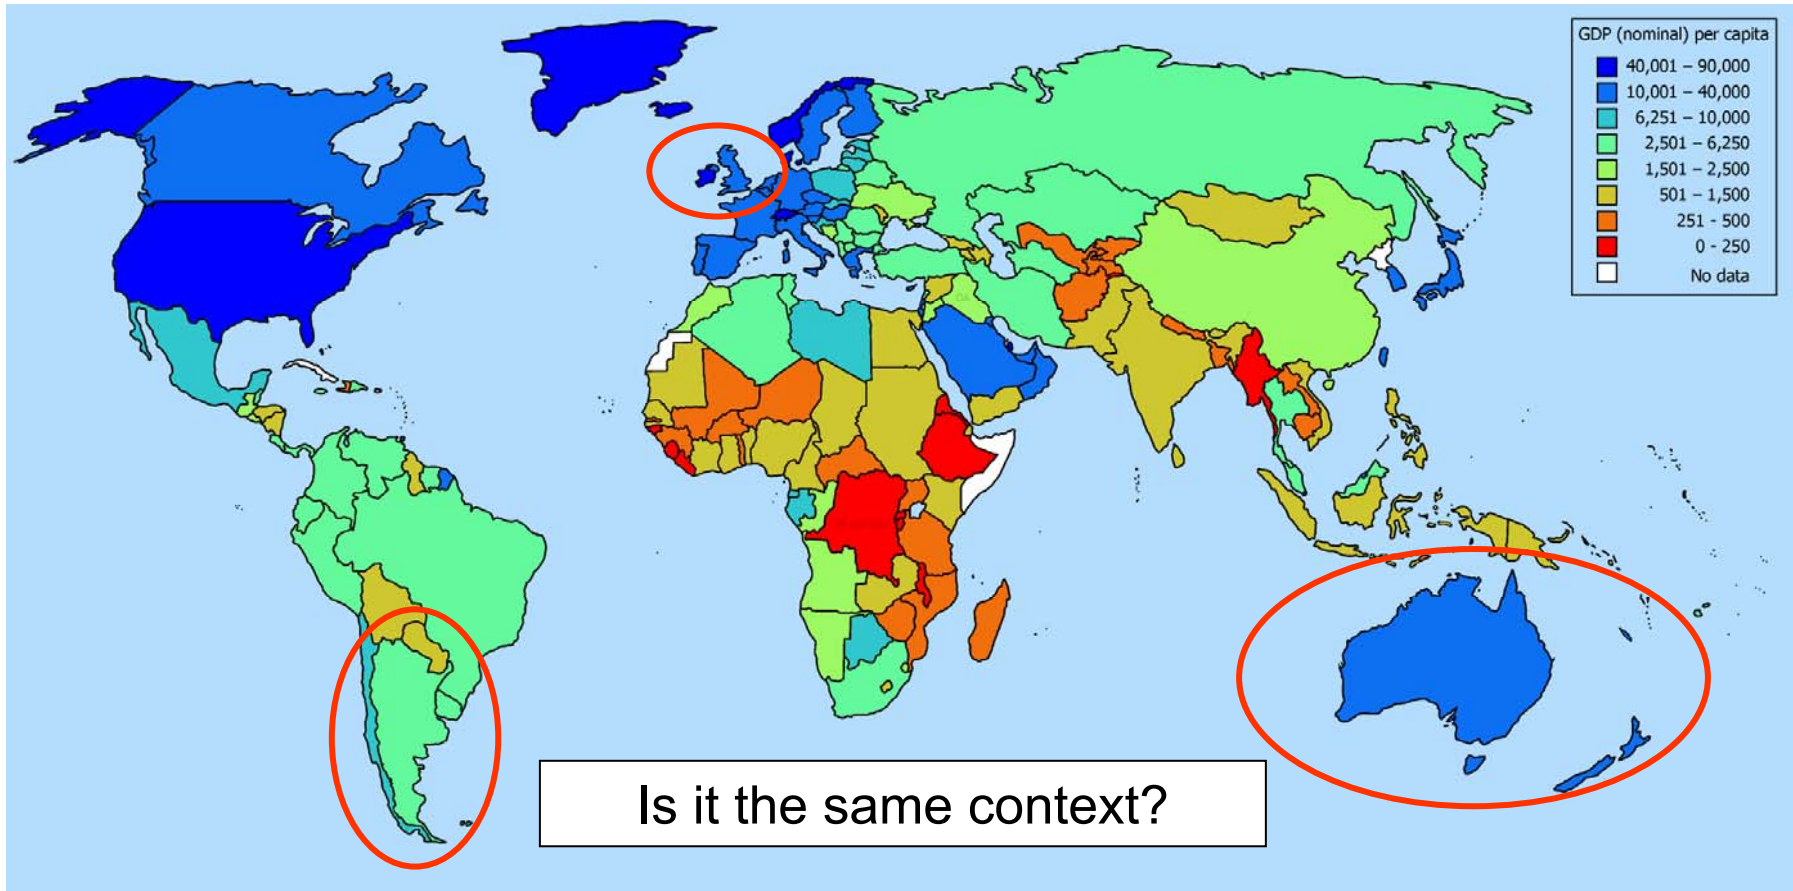 GDP (nominal) per capita
40,001 – 90,000
10,001 – 40,000
6,251 – 10,000
2,501 – 6,250
1,501 – 2,500
501 – 1,500
251 - 500
0 - 250
No data
Is it the same context?